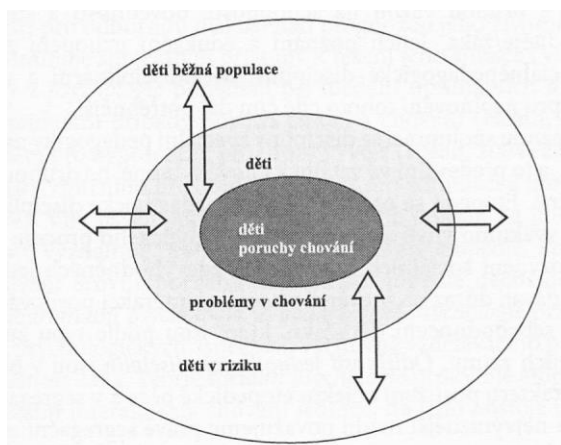 děti běžná populace
děti
děti
poruchy chování
problémy v chování
děti v riziku